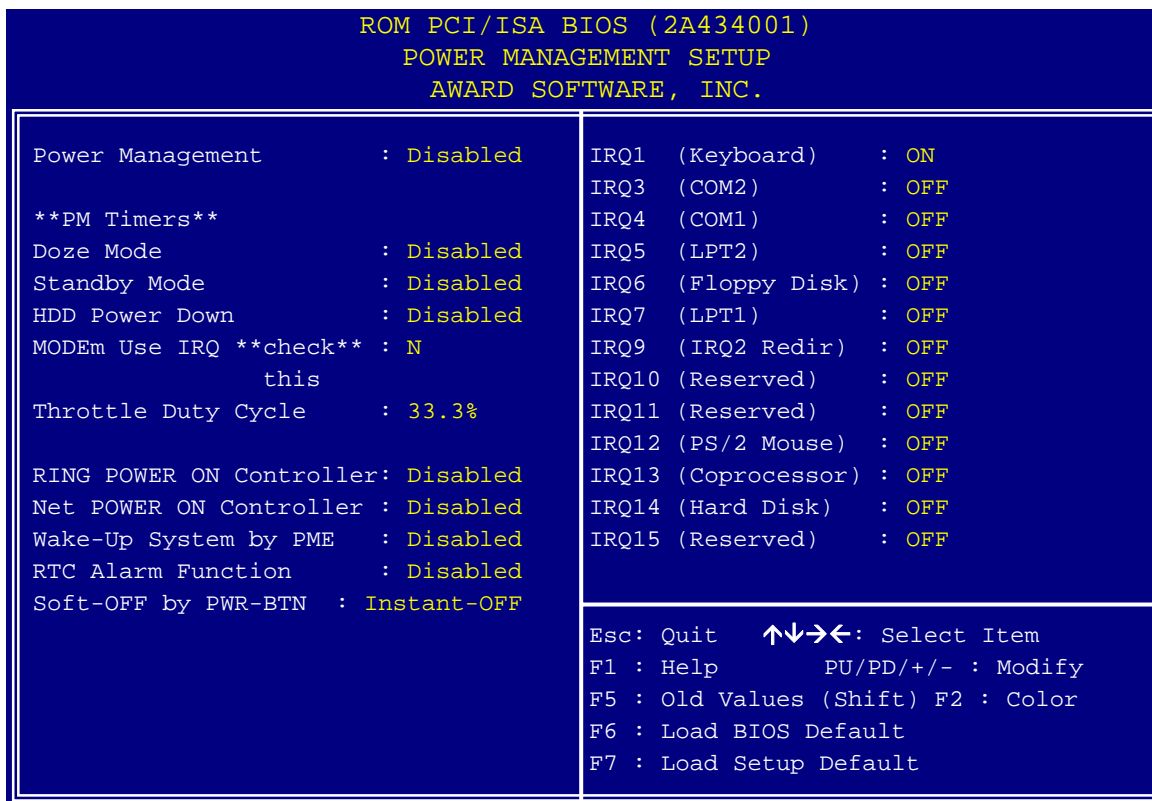 ROM PCI/ISA BIOS (2A434001)
POWER MANAGEMENT SETUP
AWARD SOFTWARE, INC.
Power Management : Disabled
**PM Timers**
Doze Mode : Disabled
Standby Mode : Disabled
HDD Power Down : Disabled
MODEm Use IRQ **check** : N
this
Throttle Duty Cycle : 33.3%
RING POWER ON Controller: Disabled
Net POWER ON Controller : Disabled
Wake-Up System by PME : Disabled
RTC Alarm Function : Disabled
Soft-OFF by PWR-BTN : Instant-OFF
IRQ1 (Keyboard) : ON
IRQ3 (COM2) : OFF
IRQ4 (COM1) : OFF
IRQ5 (LPT2) : OFF
IRQ6 (Floppy Disk) : OFF
IRQ7 (LPT1) : OFF
IRQ9 (IRQ2 Redir) : OFF
IRQ10 (Reserved) : OFF
IRQ11 (Reserved) : OFF
IRQ12 (PS/2 Mouse) : OFF
IRQ13 (Coprocessor) : OFF
IRQ14 (Hard Disk) : OFF
IRQ15 (Reserved) : OFF
Esc: Quit ↑↓→←: Select Item
F1 : Help PU/PD/+/- : Modify
F5 : Old Values (Shift) F2 : Color
F6 : Load BIOS Default
F7 : Load Setup Default